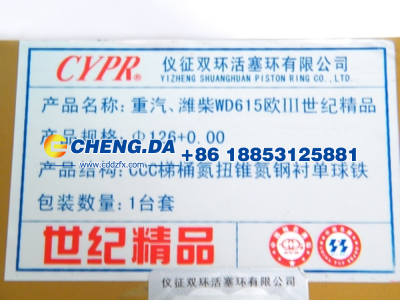 CYPR® 仪征双环活塞环有限公司
YIZHENG SHUANGHUAN PISTON RING CO., LTD.
产品名称: 重汽、潍柴WD615欧III世纪精品
产品规格: Φ126+0.00
CHENG.DA +86 18853125881
www.cddzfx.com
产品结构: CCC梯桶氮扭锥氮钢衬单球铁
包装数量: 1台套
世纪精品
仪征双环活塞环有限公司